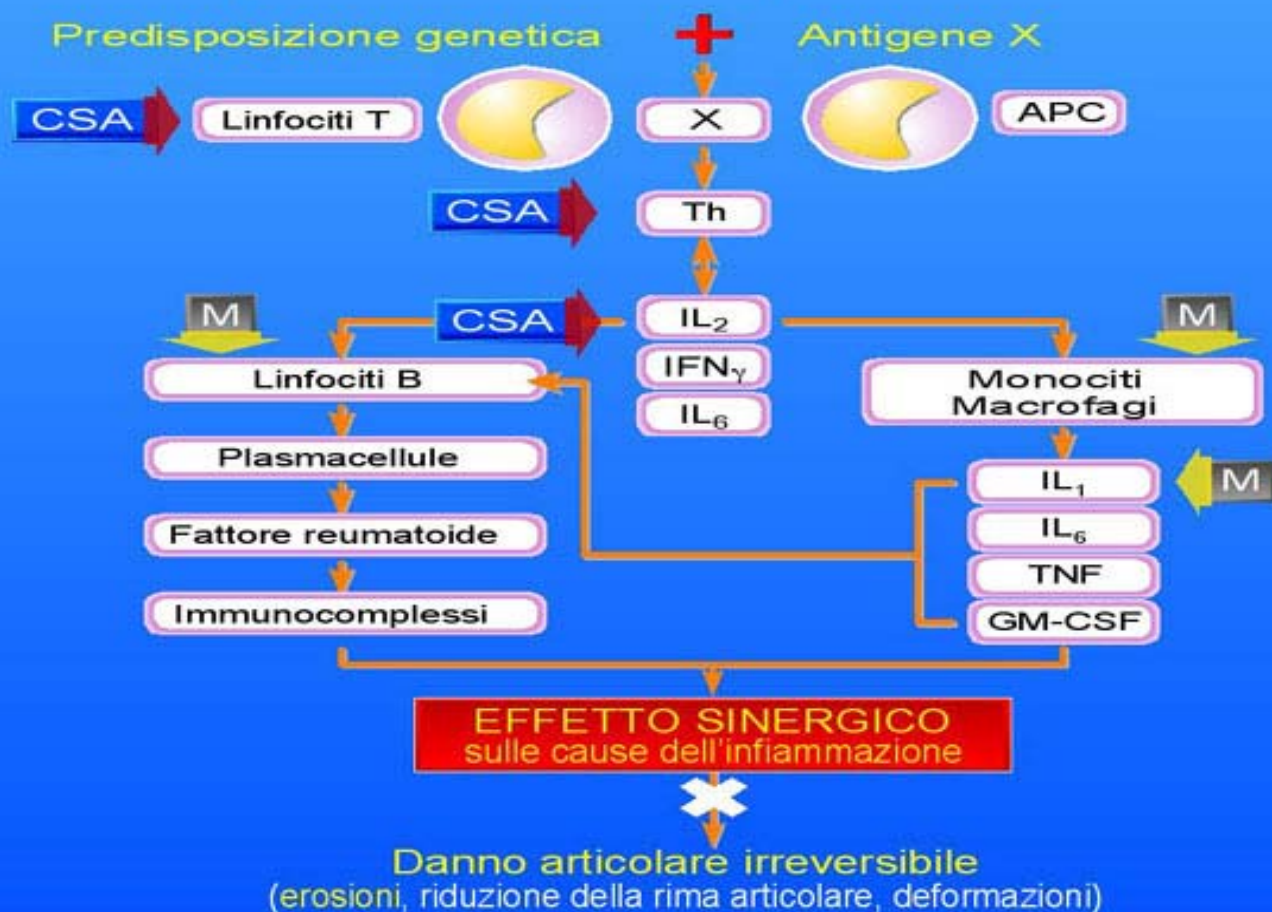 Predisposizione genetica + Antigene X
CSA Linfociti T X APC
CSA Th
M CSA IL₂ M
Linfociti B IFNγ Monociti
Macrofagi
IL₆
Plasmacellule IL₁ M
Fattore reumatoide IL₆
TNF
Immunocomplessi GM-CSF
EFFETTO SINERGICO
sulle cause dell'infiammazione
Danno articolare irreversibile
(erosioni, riduzione della rima articolare, deformazioni)